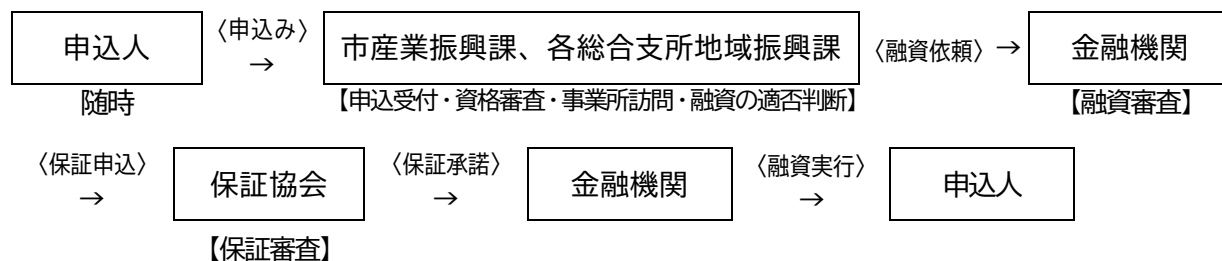 申込人 〈申込み〉 → 市産業振興課、各総合支所地域振興課 〈融資依頼〉→ 金融機関
随時 【申込受付・資格審査・事業所訪問・融資の適否判断】 【融資審査】
〈保証申込〉 → 保証協会 〈保証承諾〉 → 金融機関 〈融資実行〉 → 申込人
【保証審査】